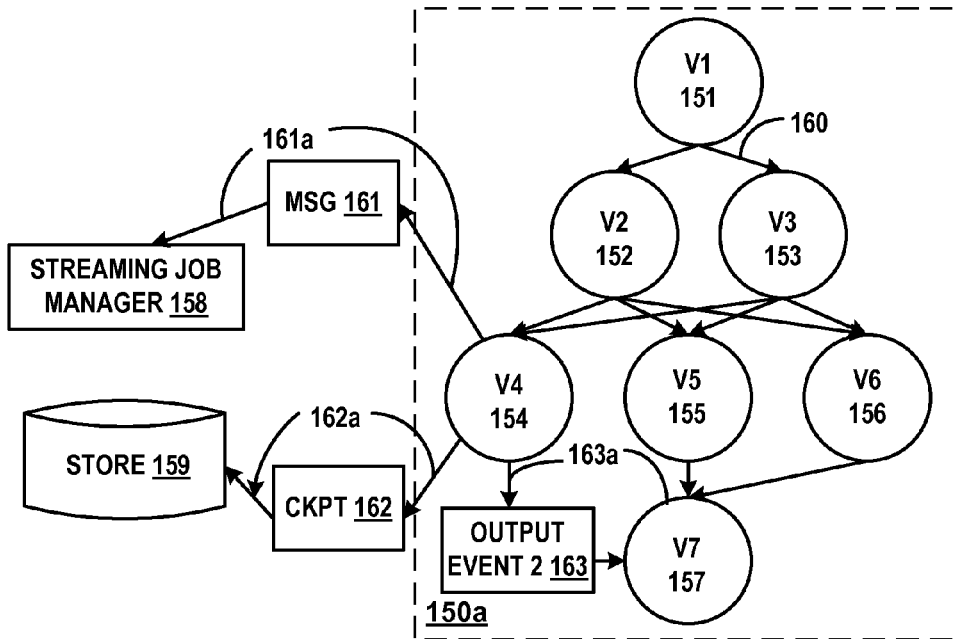 V1
151
160
161a
MSG 161
V2
152
V3
153
STREAMING JOB
MANAGER 158
V4
154
V5
155
V6
156
162a
STORE 159
163a
CKPT 162
OUTPUT
EVENT 2 163
V7
157
150a